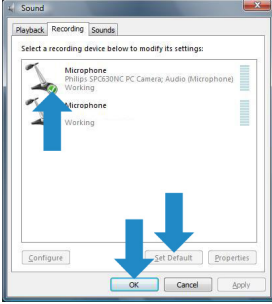 Sound
Playback Recording Sounds
Select a recording device below to modify its settings:
Microphone
Philips SPC630NC PC Camera; Audio (Microphone)
Working
Microphone
Working
Configure Set Default Properties
OK Cancel Apply